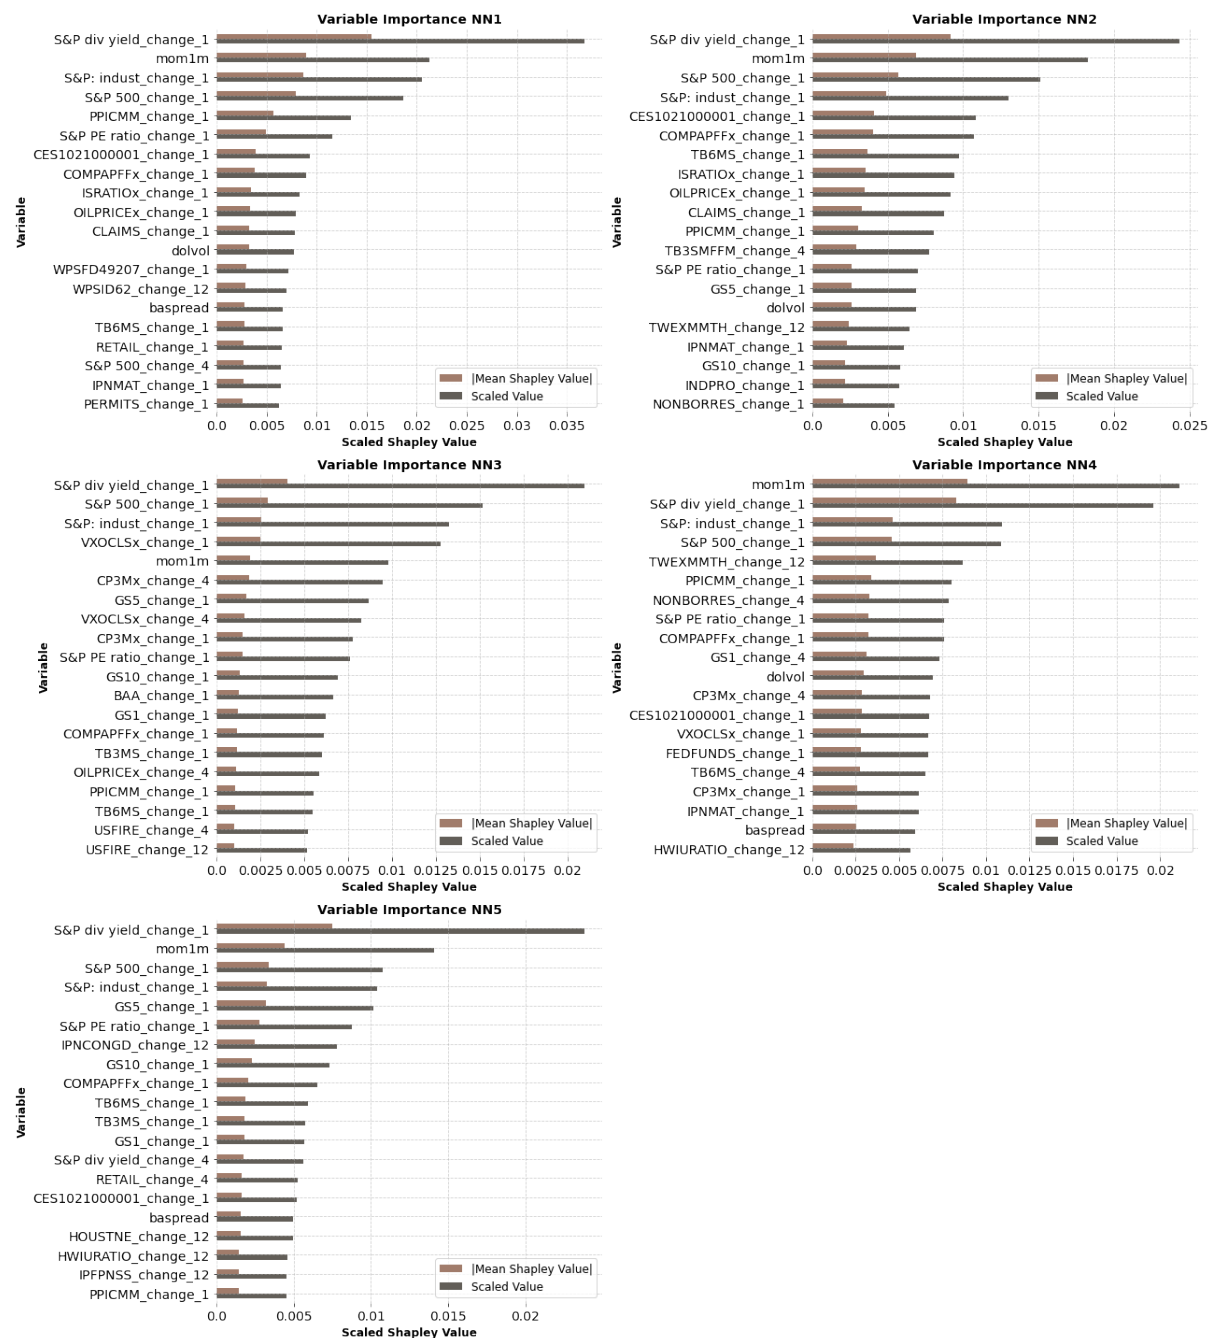 Variable Importance NN1
S&P div yield_change_1
mom1m
S&P: indust_change_1
S&P 500_change_1
PPICMM_change_1
S&P PE ratio_change_1
CES1021000001_change_1
COMPAPFFx_change_1
ISRATIOx_change_1
OILPRICEx_change_1
CLAIMS_change_1
dolvol
WPSFD49207_change_1
WPSID62_change_12
baspread
TB6MS_change_1
RETAIL_change_1
S&P 500_change_4
IPNMAT_change_1
PERMITS_change_1
Variable
|Mean Shapley Value|
Scaled Value
0.0 0.005 0.01 0.015 0.02 0.025 0.03 0.035
Scaled Shapley Value
Variable Importance NN2
S&P div yield_change_1
mom1m
S&P 500_change_1
S&P: indust_change_1
CES1021000001_change_1
COMPAPFFx_change_1
TB6MS_change_1
ISRATIOx_change_1
OILPRICEx_change_1
CLAIMS_change_1
PPICMM_change_1
TB3SMFFM_change_4
S&P PE ratio_change_1
GS5_change_1
dolvol
TWEXMMTH_change_12
IPNMAT_change_1
GS10_change_1
INDPRO_change_1
NONBORRES_change_1
Variable
|Mean Shapley Value|
Scaled Value
0.0 0.005 0.01 0.015 0.02 0.025
Scaled Shapley Value
Variable Importance NN3
S&P div yield_change_1
S&P 500_change_1
S&P: indust_change_1
VXOCLSx_change_1
mom1m
CP3Mx_change_4
GS5_change_1
VXOCLSx_change_4
CP3Mx_change_1
S&P PE ratio_change_1
GS10_change_1
BAA_change_1
GS1_change_1
COMPAPFFx_change_1
TB3MS_change_1
OILPRICEx_change_4
PPICMM_change_1
TB6MS_change_1
USFIRE_change_4
USFIRE_change_12
Variable
|Mean Shapley Value|
Scaled Value
0.0 0.0025 0.005 0.0075 0.01 0.0125 0.015 0.0175 0.02
Scaled Shapley Value
Variable Importance NN4
mom1m
S&P div yield_change_1
S&P: indust_change_1
S&P 500_change_1
TWEXMMTH_change_12
PPICMM_change_1
NONBORRES_change_4
S&P PE ratio_change_1
COMPAPFFx_change_1
GS1_change_4
dolvol
CP3Mx_change_4
CES1021000001_change_1
VXOCLSx_change_1
FEDFUNDS_change_1
TB6MS_change_4
CP3Mx_change_1
IPNMAT_change_1
baspread
HWIURATIO_change_12
Variable
|Mean Shapley Value|
Scaled Value
0.0 0.0025 0.005 0.0075 0.01 0.0125 0.015 0.0175 0.02
Scaled Shapley Value
Variable Importance NN5
S&P div yield_change_1
mom1m
S&P 500_change_1
S&P: indust_change_1
GS5_change_1
S&P PE ratio_change_1
IPNCONGD_change_12
GS10_change_1
COMPAPFFx_change_1
TB6MS_change_1
TB3MS_change_1
GS1_change_1
S&P div yield_change_4
RETAIL_change_4
CES1021000001_change_1
baspread
HOUSTNE_change_12
HWIURATIO_change_12
IPFPNSS_change_12
PPICMM_change_1
Variable
|Mean Shapley Value|
Scaled Value
0.0 0.005 0.01 0.015 0.02
Scaled Shapley Value